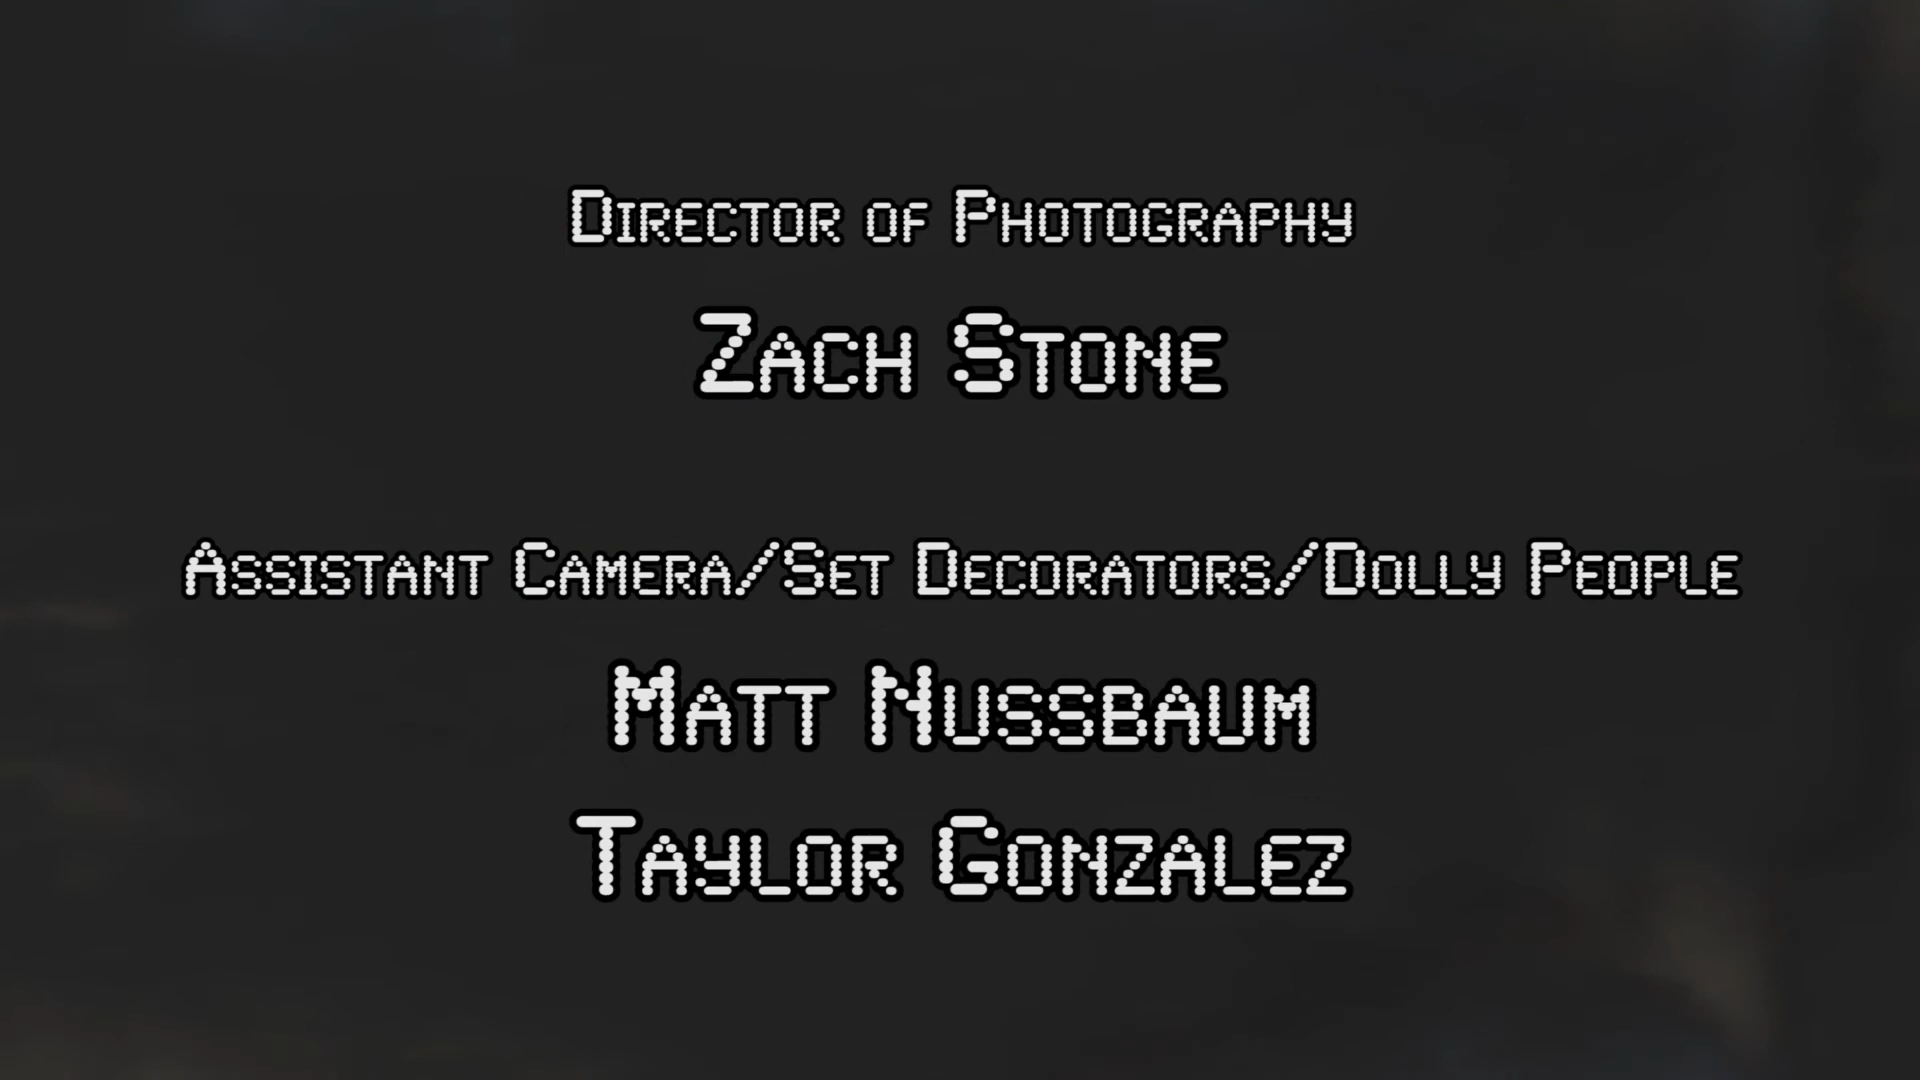 Director of Photography
Zach Stone
Assistant Camera/Set Decorators/Dolly People
Matt Nussbaum
Taylor Gonzalez